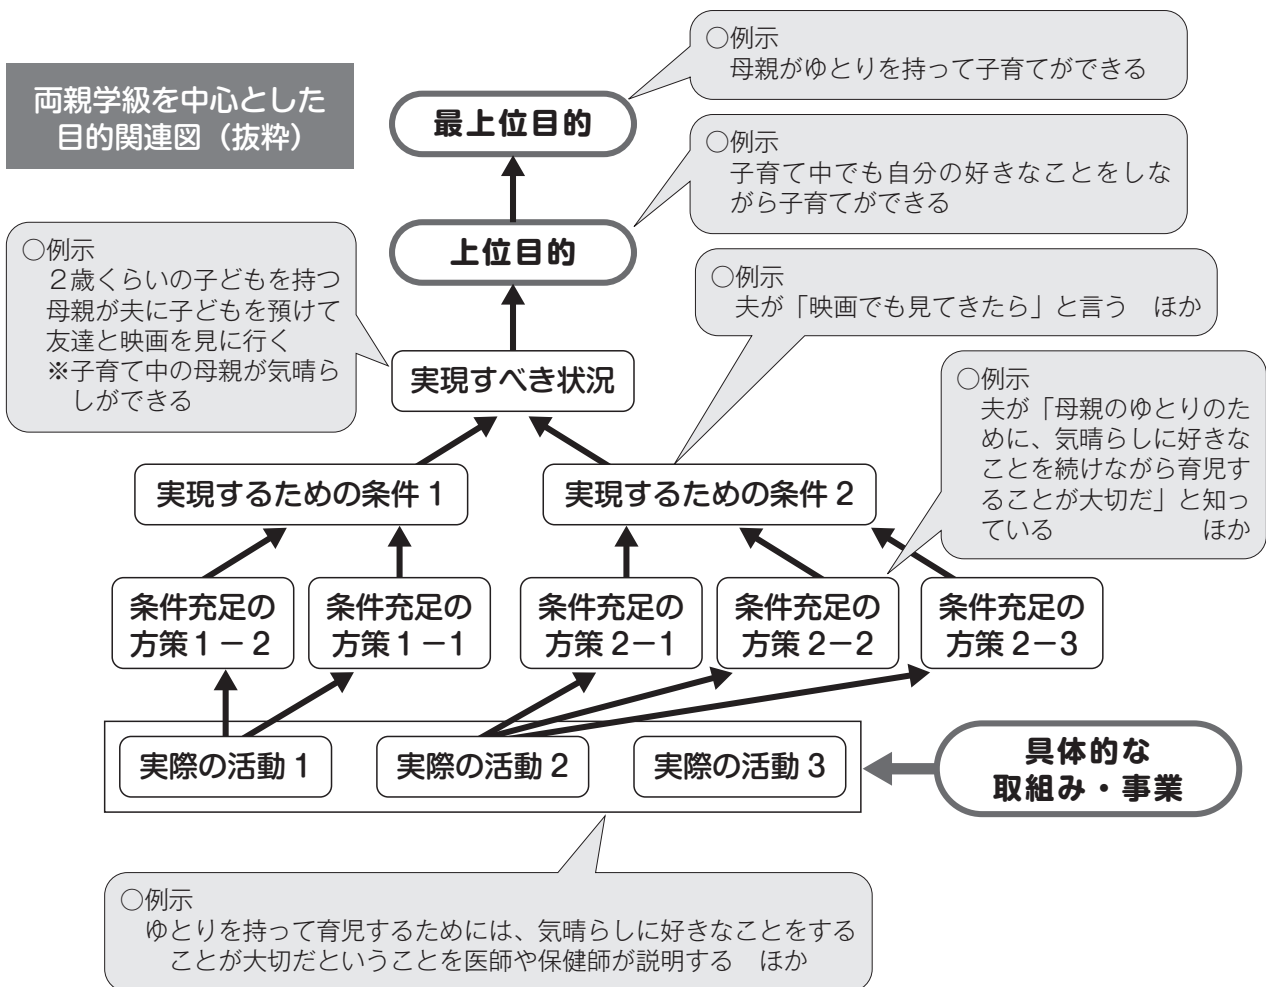 両親学級を中心とした
目的関連図（抜粋）
○例示
母親がゆとりを持って子育てができる
最上位目的
○例示
子育て中でも自分の好きなことをしな
がら子育てができる
上位目的
○例示
２歳くらいの子どもを持つ
母親が夫に子どもを預けて
友達と映画を見に行く
※子育て中の母親が気晴ら
しができる
○例示
夫が「映画でも見てきたら」と言う　ほか
実現すべき状況
○例示
夫が「母親のゆとりのた
めに、気晴らしに好きな
ことを続けながら育児す
ることが大切だ」と知っ
ている　ほか
実現するための条件 1
実現するための条件 2
条件充足の
方策 1－2
条件充足の
方策 1－1
条件充足の
方策 2－1
条件充足の
方策 2－2
条件充足の
方策 2－3
実際の活動 1
実際の活動 2
実際の活動 3
具体的な
取組み・事業
○例示
ゆとりを持って育児するためには、気晴らしに好きなことをする
ことが大切だということを医師や保健師が説明する　ほか